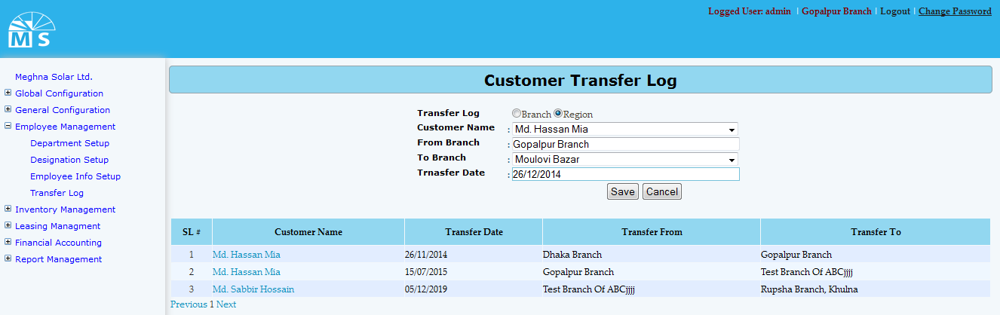 Logged User: admin | Gopalpur Branch | Logout | Change Password
MS
Meghna Solar Ltd.
Global Configuration
General Configuration
Employee Management
Department Setup
Designation Setup
Employee Info Setup
Transfer Log
Inventory Management
Leasing Managment
Financial Accounting
Report Management
Customer Transfer Log
Transfer Log Branch Region
Customer Name : Md. Hassan Mia
From Branch : Gopalpur Branch
To Branch : Moulovi Bazar
Trnasfer Date : 26/12/2014
Save Cancel
SL # Customer Name Transfer Date Transfer From Transfer To
1 Md. Hassan Mia 26/11/2014 Dhaka Branch Gopalpur Branch
2 Md. Hassan Mia 15/07/2015 Gopalpur Branch Test Branch Of ABCjjjj
3 Md. Sabbir Hossain 05/12/2019 Test Branch Of ABCjjjj Rupsha Branch, Khulna
Previous 1 Next